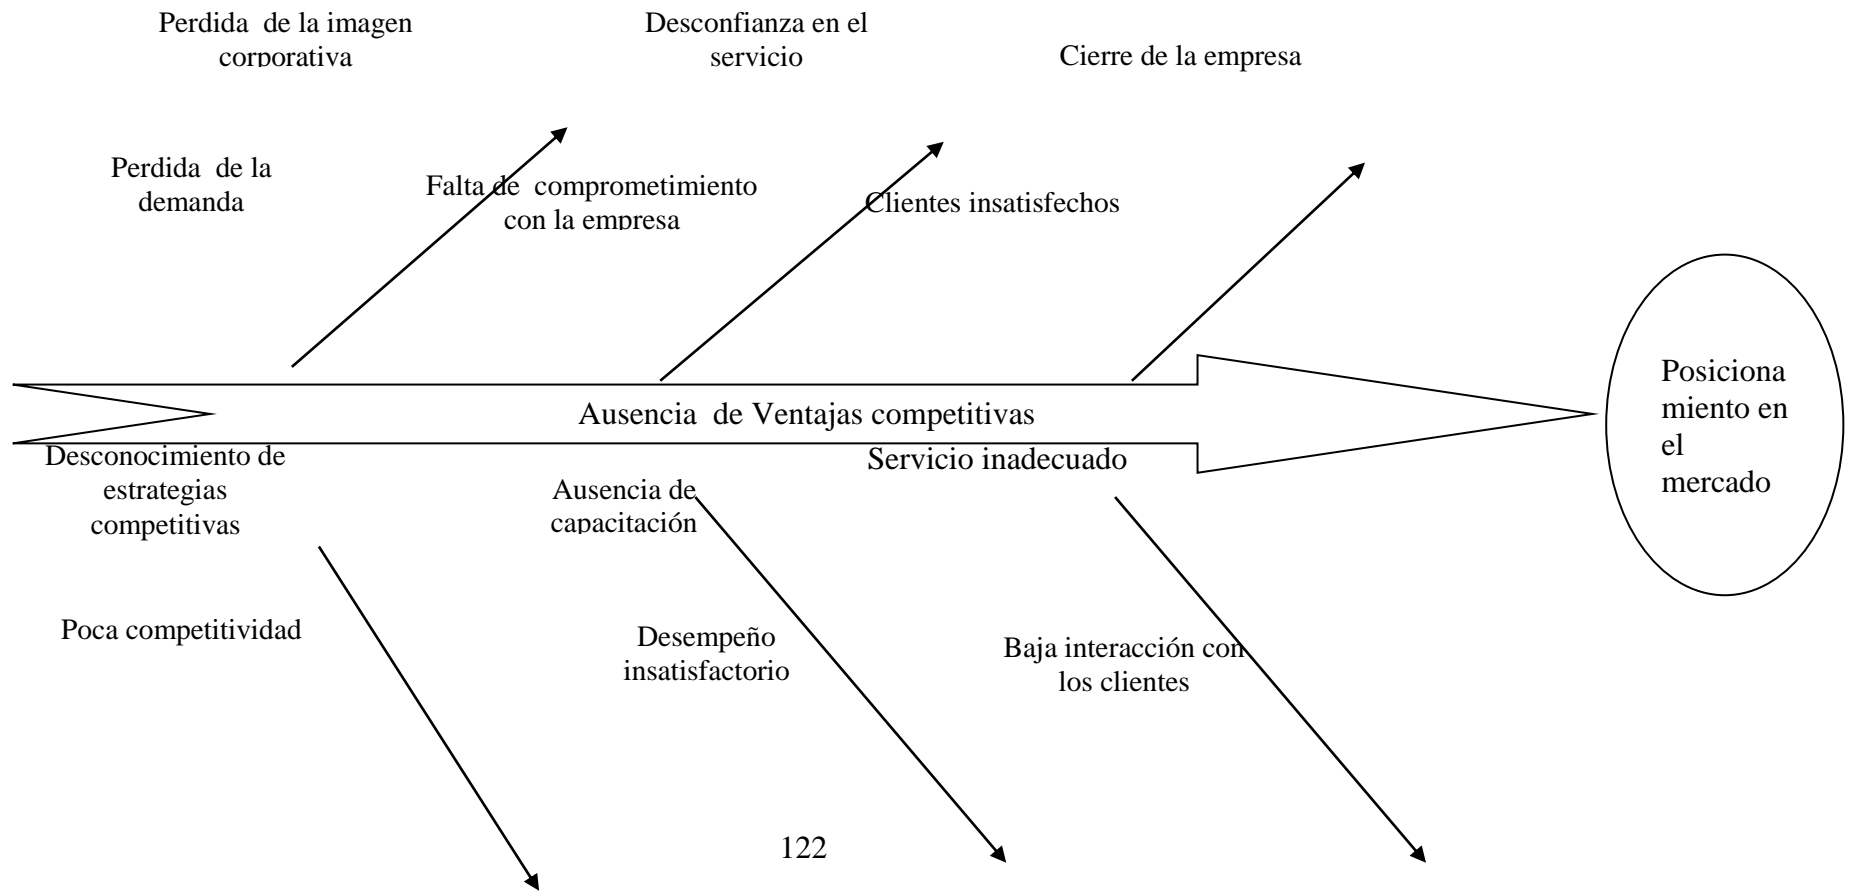 Perdida de la imagen
corporativa
Desconfianza en el
servicio
Cierre de la empresa
Perdida de la
demanda
Falta de comprometimiento
con la empresa
Clientes insatisfechos
Ausencia de Ventajas competitivas
Posiciona
miento en
el
mercado
Desconocimiento de
estrategias
competitivas
Ausencia de
capacitación
Servicio inadecuado
Poca competitividad
Desempeño
insatisfactorio
Baja interacción con
los clientes
122